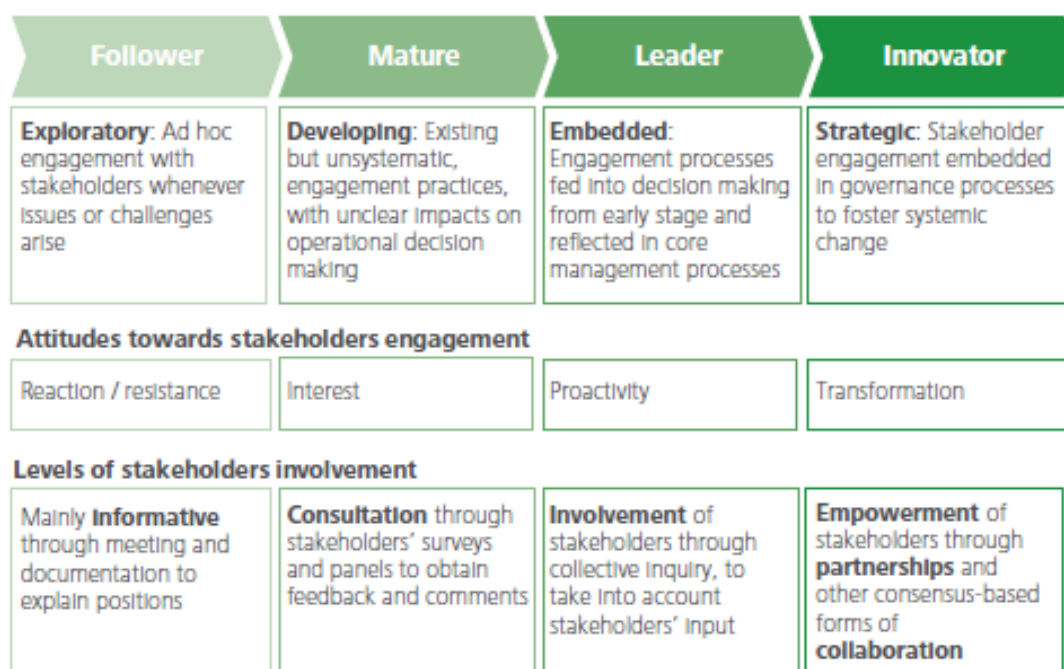 Follower
Mature
Leader
Innovator
Exploratory: Ad hoc
engagement with
stakeholders whenever
issues or challenges
arise
Developing: Existing
but unsystematic,
engagement practices,
with unclear impacts on
operational decision
making
Embedded:
Engagement processes
fed into decision making
from early stage and
reflected in core
management processes
Strategic: Stakeholder
engagement embedded
in governance processes
to foster systemic
change
Attitudes towards stakeholders engagement
Reaction / resistance
Interest
Proactivity
Transformation
Levels of stakeholders involvement
Mainly informative
through meeting and
documentation to
explain positions
Consultation through
stakeholders' surveys
and panels to obtain
feedback and comments
Involvement of
stakeholders through
collective inquiry, to
take into account
stakeholders' input
Empowerment of
stakeholders through
partnerships and
other consensus-based
forms of
collaboration